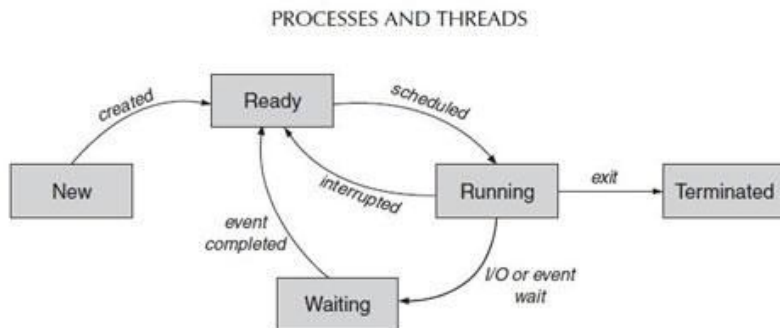 PROCESSES AND THREADS
created
Ready
scheduled
New
interrupted
Running
exit
Terminated
event
completed
I/O or event
wait
Waiting